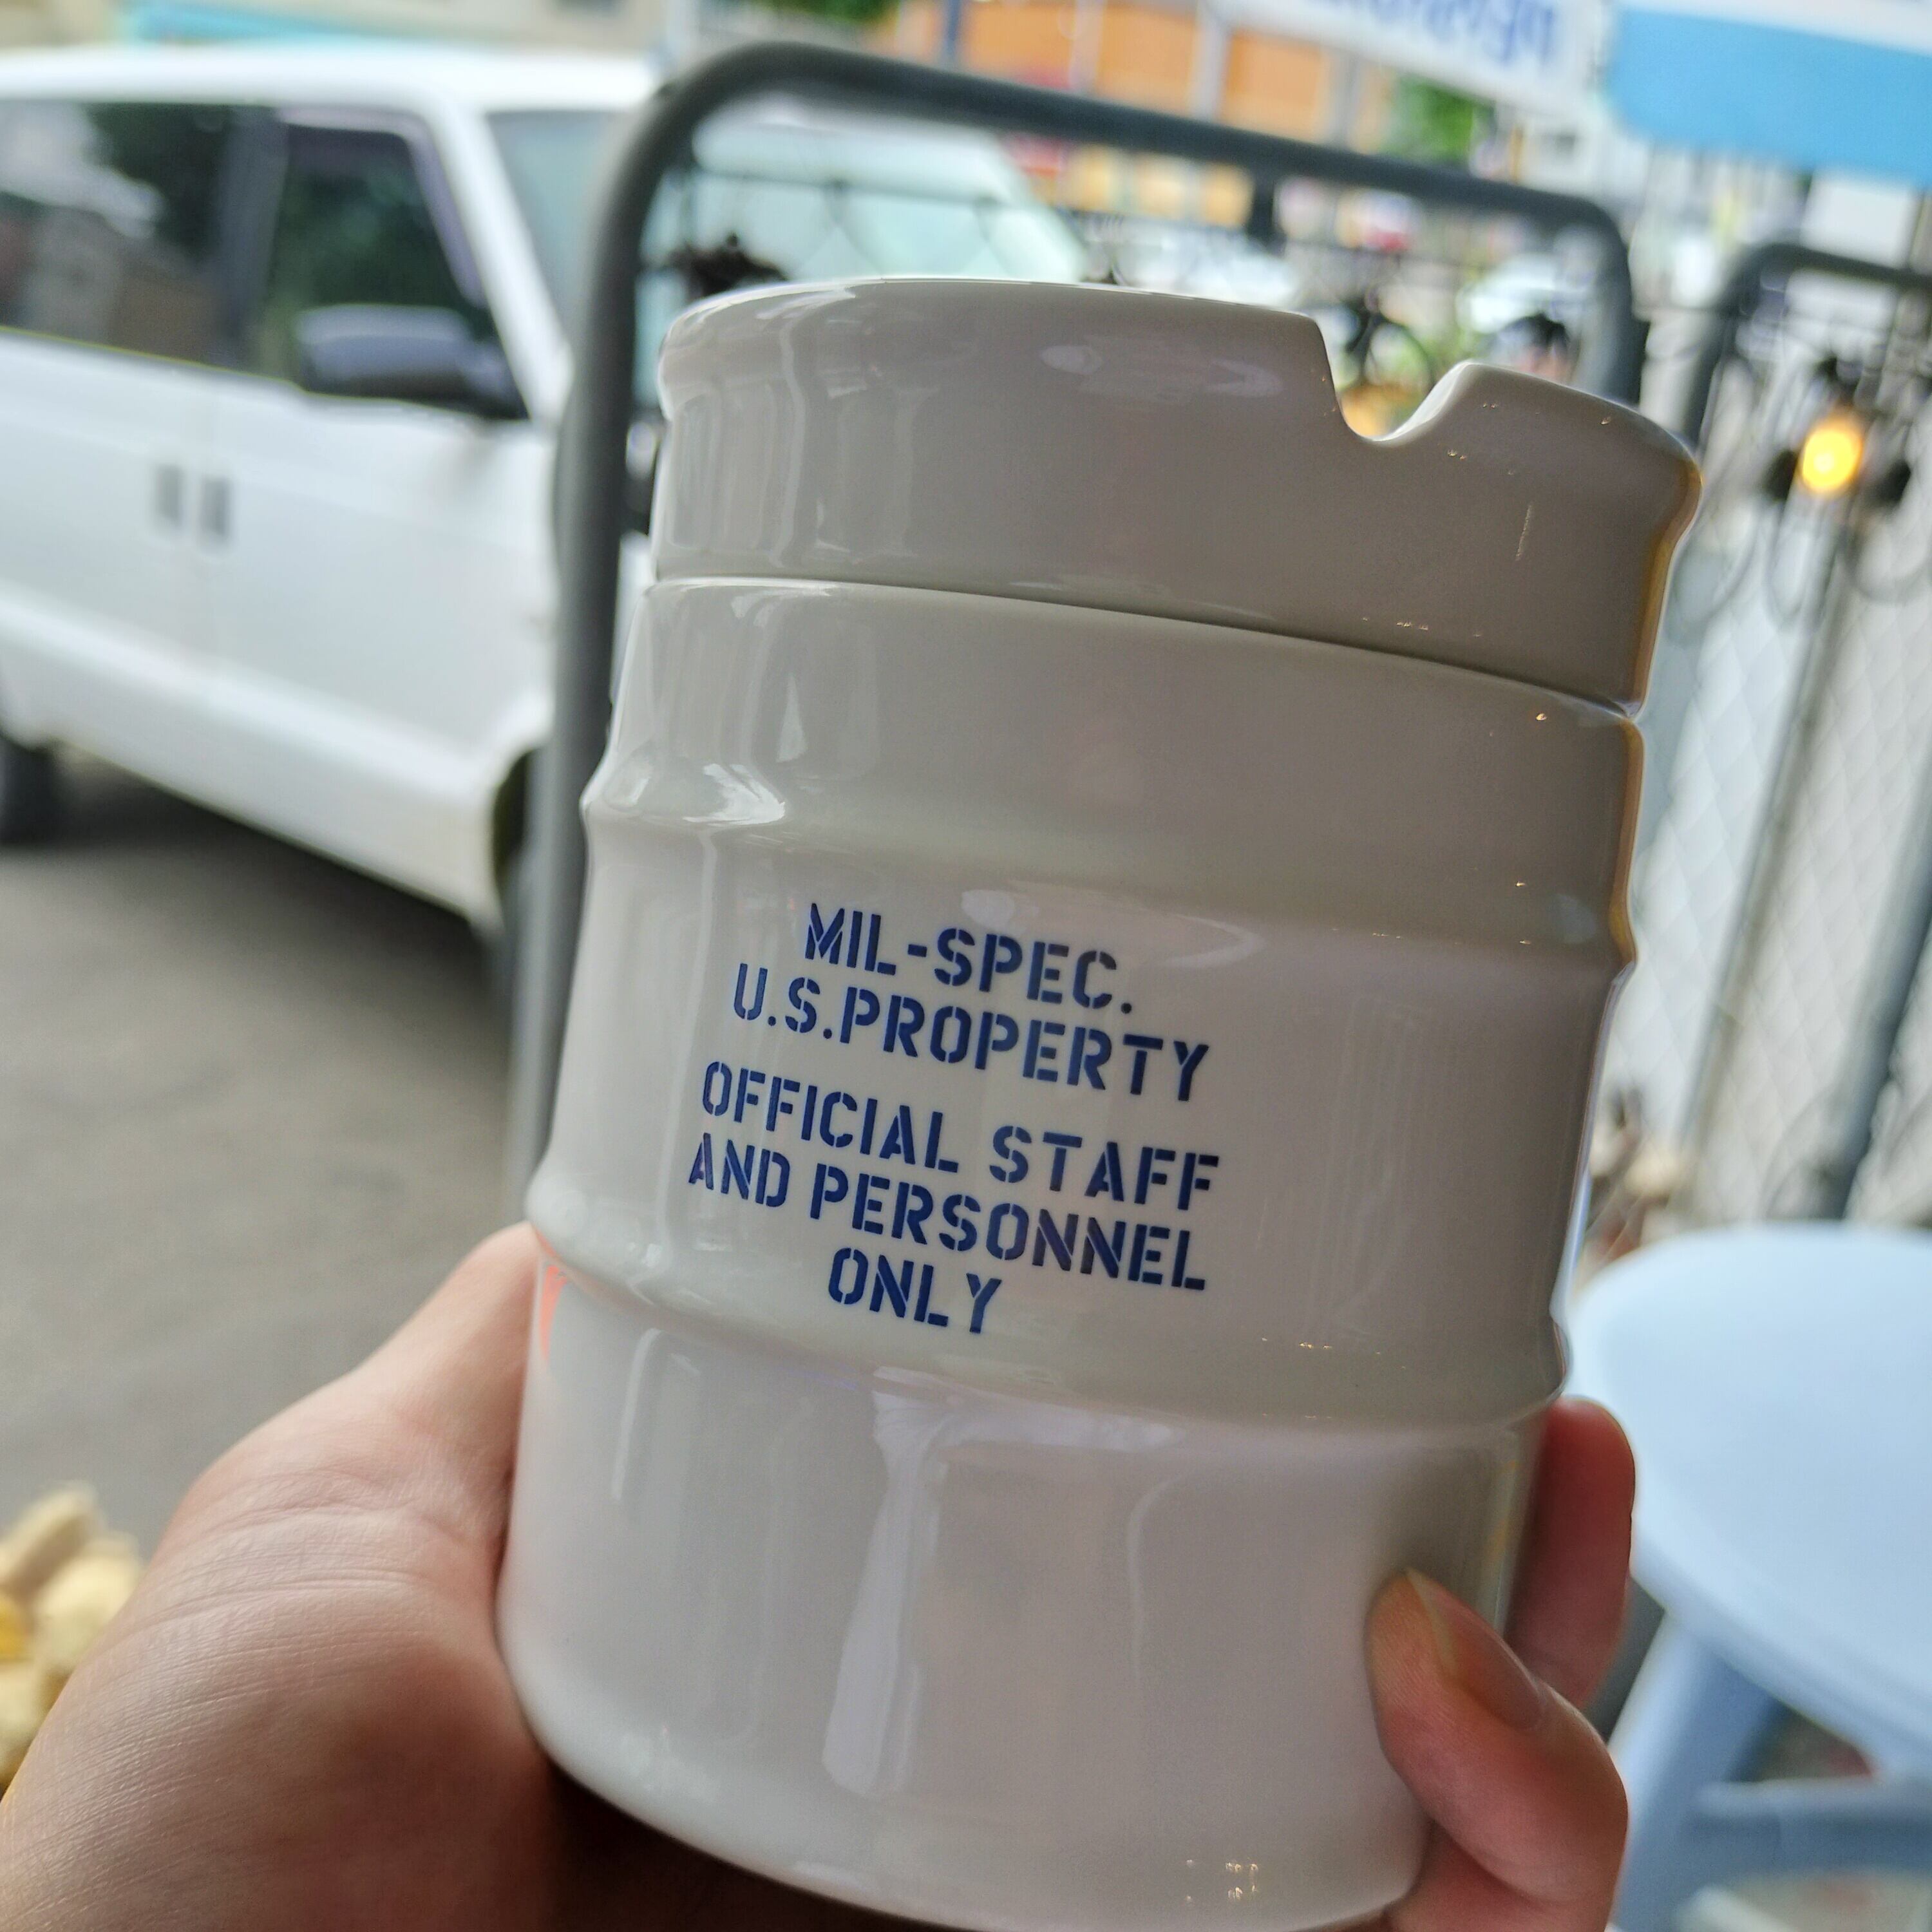 MIL-SPEC.
U.S.PROPERTY
OFFICIAL STAFF
AND PERSONNEL
ONLY